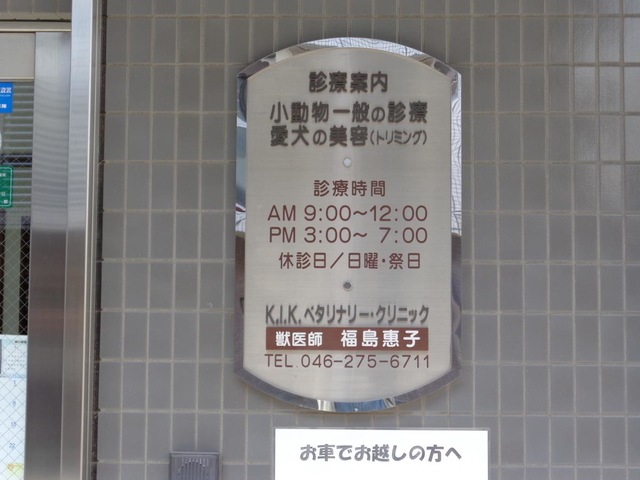 診療案内
小動物一般の診療
愛犬の美容(トリミング)
診療時間
AM 9:00〜12:00
PM 3:00〜 7:00
休診日／日曜・祭日
K.I.K.ベタリナリー・クリニック
獣医師 福島惠子
TEL.046-275-6711
お車でお越しの方へ